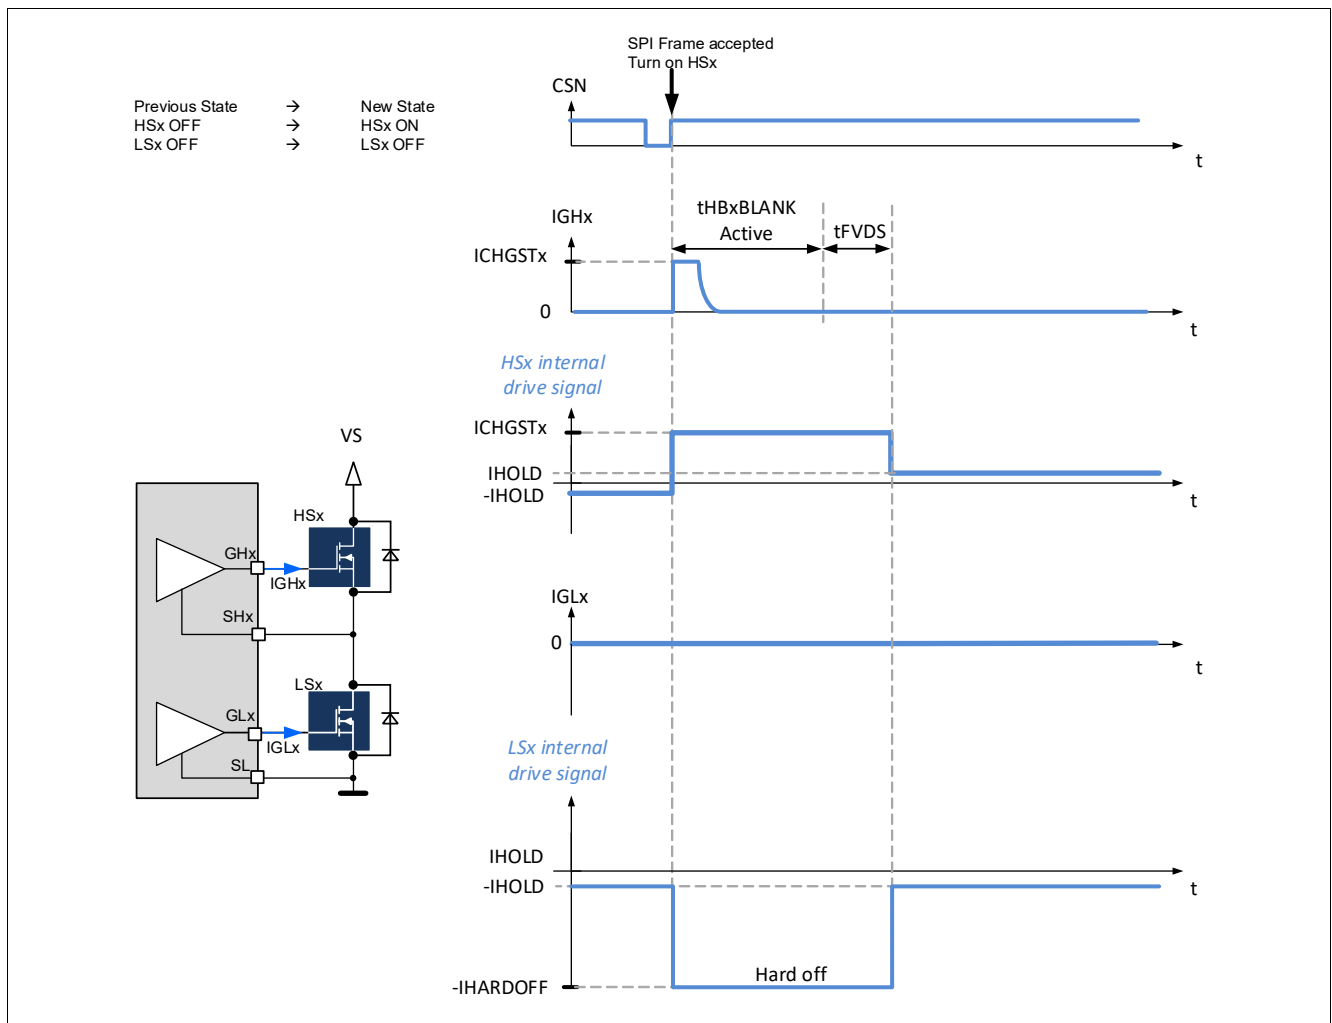 SPI Frame accepted
Turn on HSx
CSN
Previous State → New State
HSx OFF → HSx ON
LSx OFF → LSx OFF
t
tHBxBLANK
Active
tFVDS
IGHx
ICHGSTx
0
t
HSx internal
drive signal
ICHGSTx
IHOLD
-IHOLD
t
VS
HSx
GHx
IGHx
SHx
LSx
GLx
IGLx
SL
IGLx
0
t
LSx internal
drive signal
IHOLD
-IHOLD
t
Hard off
-IHARDOFF